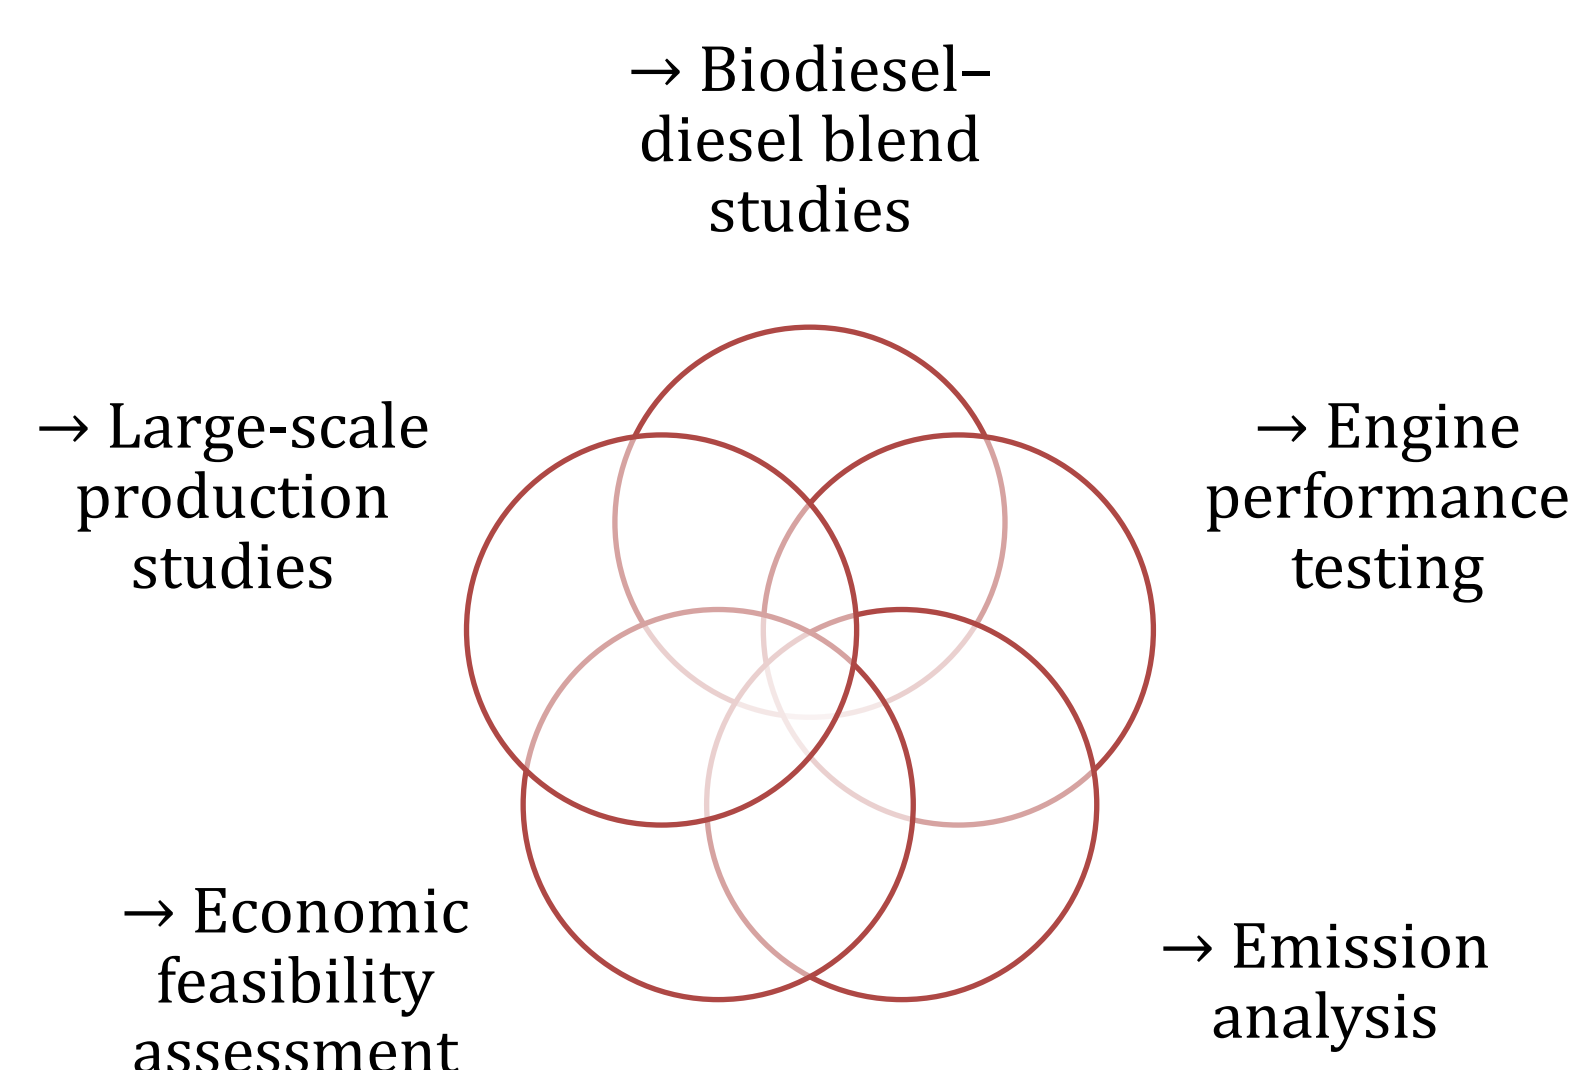 → Biodiesel–
diesel blend
studies
→ Engine
performance
testing
→ Emission
analysis
→ Economic
feasibility
assessment
→ Large-scale
production
studies